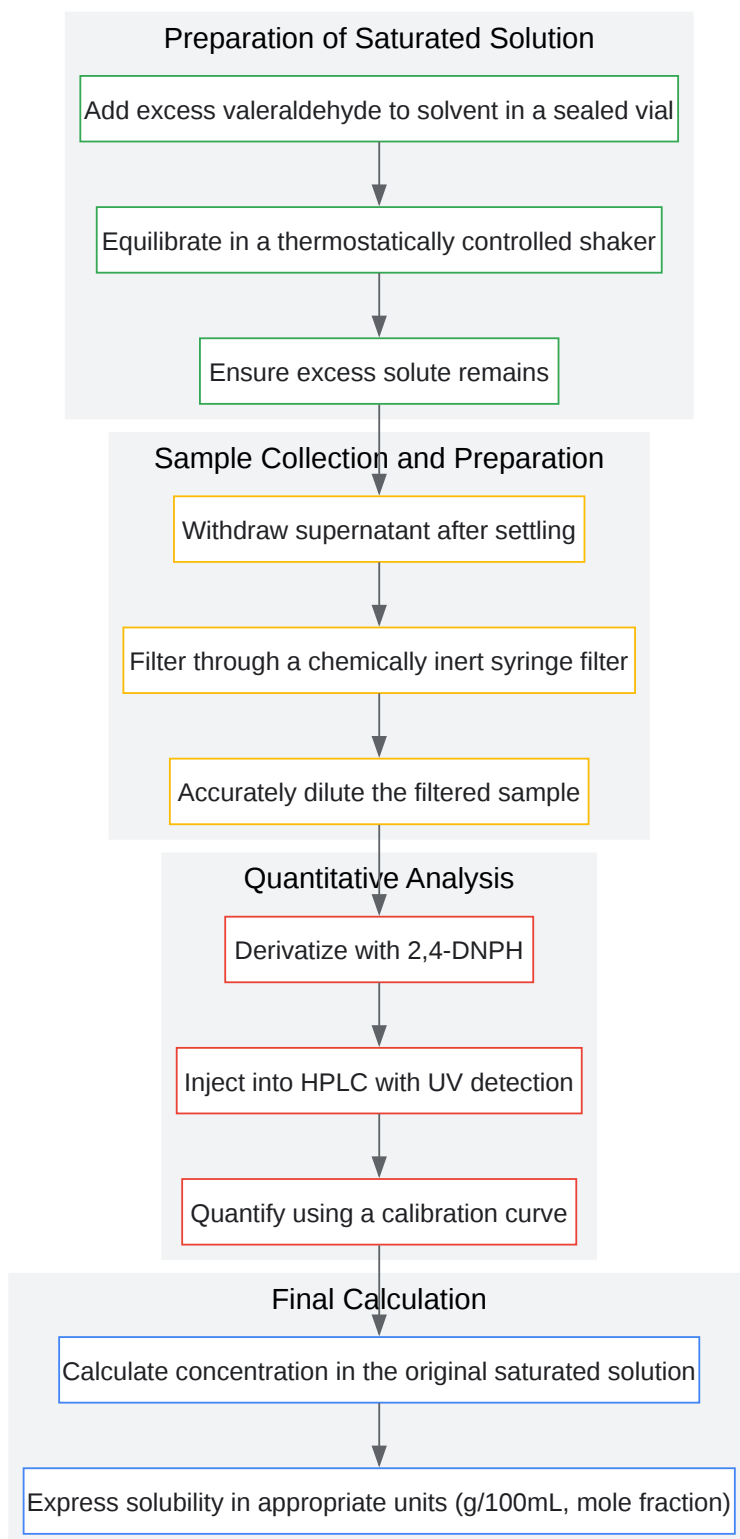 Preparation of Saturated Solution
Add excess valeraldehyde to solvent in a sealed vial
Equilibrate in a thermostatically controlled shaker
Ensure excess solute remains
Sample Collection and Preparation
Withdraw supernatant after settling
Filter through a chemically inert syringe filter
Accurately dilute the filtered sample
Quantitative Analysis
Derivatize with 2,4-DNPH
Inject into HPLC with UV detection
Quantify using a calibration curve
Final Calculation
Calculate concentration in the original saturated solution
Express solubility in appropriate units (g/100mL, mole fraction)